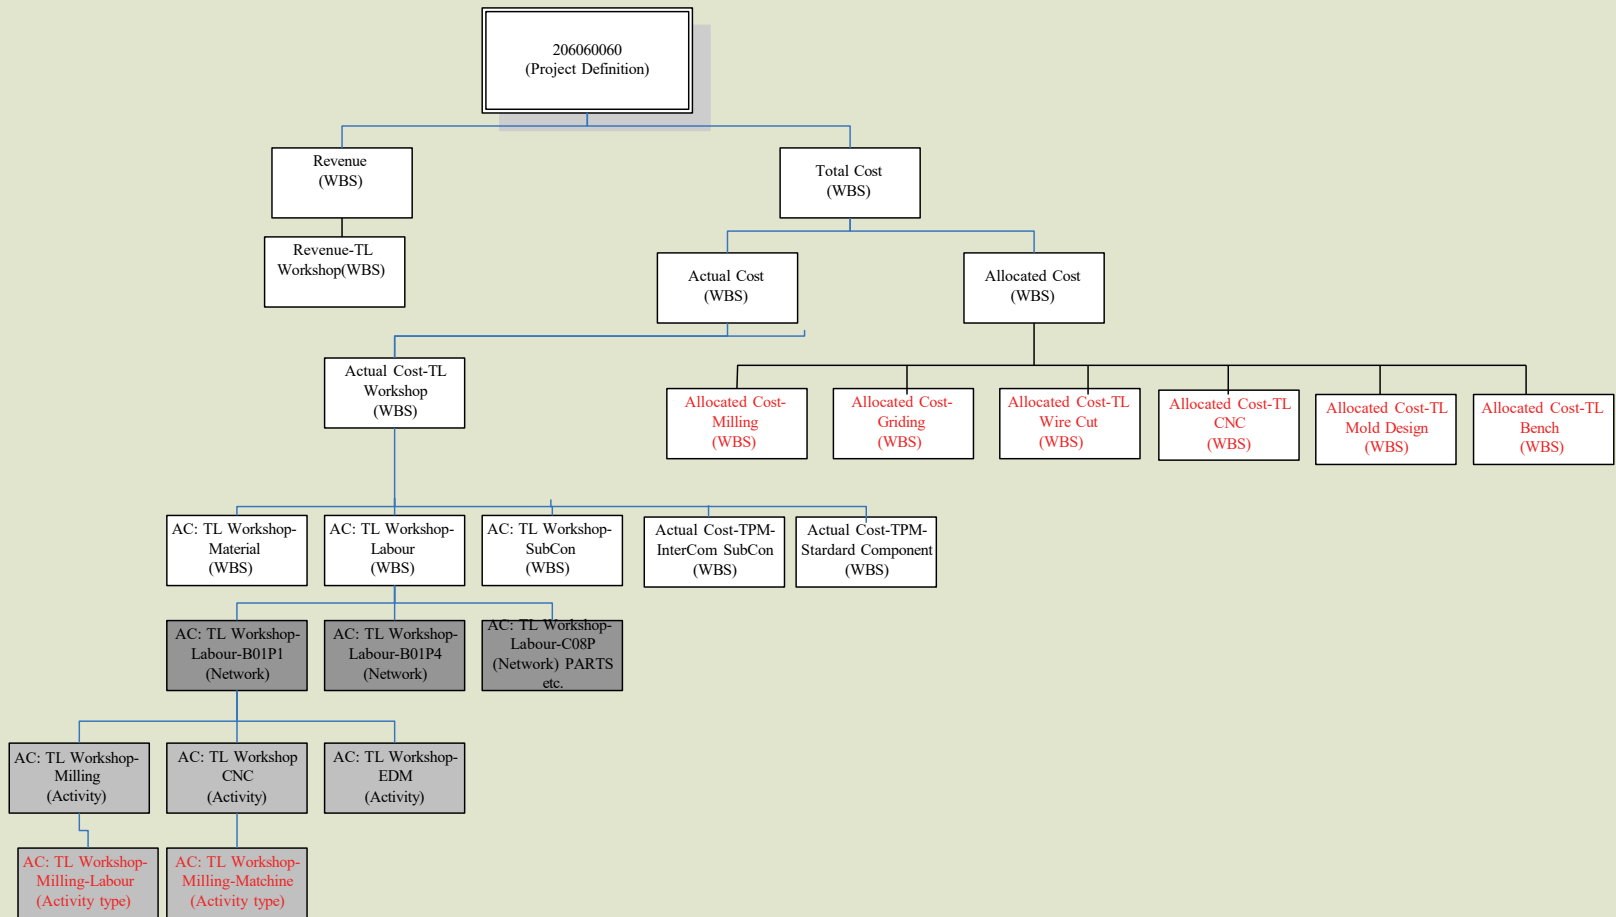 206060060
(Project Definition)
Revenue
(WBS)
Total Cost
(WBS)
Revenue-TL
Workshop(WBS)
Actual Cost
(WBS)
Allocated Cost
(WBS)
Actual Cost-TL
Workshop
(WBS)
Allocated Cost-
Milling
(WBS)
Allocated Cost-
Griding
(WBS)
Allocated Cost-TL
Wire Cut
(WBS)
Allocated Cost-TL
CNC
(WBS)
Allocated Cost-TL
Mold Design
(WBS)
Allocated Cost-TL
Bench
(WBS)
AC: TL Workshop-
Material
(WBS)
AC: TL Workshop-
Labour
(WBS)
AC: TL Workshop-
SubCon
(WBS)
Actual Cost-TPM-
InterCom SubCon
(WBS)
Actual Cost-TPM-
Stardard Component
(WBS)
AC: TL Workshop-
Labour-B01P1
(Network)
AC: TL Workshop-
Labour-B01P4
(Network)
AC: TL Workshop-
Labour-C08P
(Network) PARTS
etc.
AC: TL Workshop-
Milling
(Activity)
AC: TL Workshop
CNC
(Activity)
AC: TL Workshop-
EDM
(Activity)
AC: TL Workshop-
Milling-Labour
(Activity type)
AC: TL Workshop-
Milling-Matchine
(Activity type)